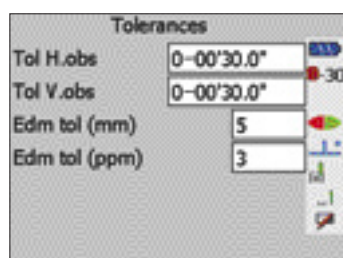 Tolerances
Tol H.obs 0-00'30.0"
Tol V.obs 0-00'30.0"
Edm tol (mm) 5
Edm tol (ppm) 3
-30